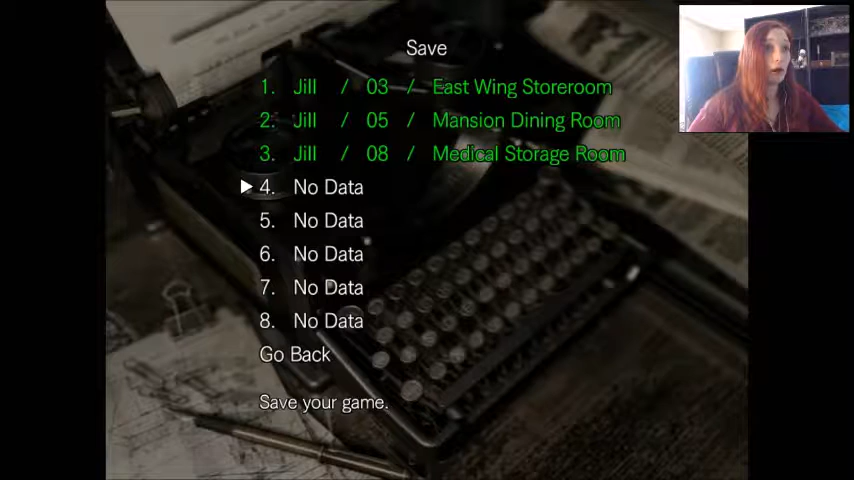 Save
1. Jill / 03 / East Wing Storeroom
2. Jill / 05 / Mansion Dining Room
3. Jill / 08 / Medical Storage Room
4. No Data
5. No Data
6. No Data
7. No Data
8. No Data
Go Back
Save your game.